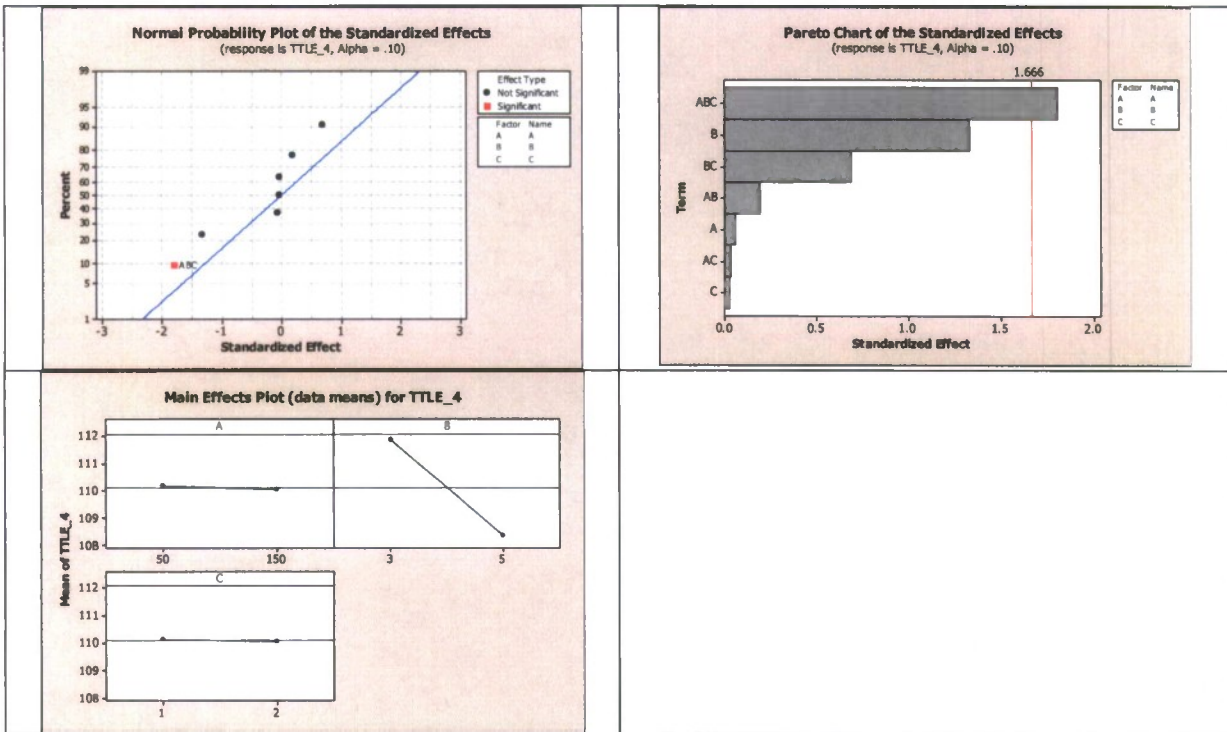 Normal Probability Plot of the Standardized Effects
(response is TTLE_4, Alpha = .10)
99
95
90
80
70
60
50
40
30
20
10
5
1
Percent
ABC
-3 -2 -1 0 1 2 3
Standardized Effect
Effect Type
Not Significant
Significant
Factor Name
A A
B B
C C
Pareto Chart of the Standardized Effects
(response is TTLE_4, Alpha = .10)
1.666
Term
ABC
B
BC
AB
A
AC
C
0.0 0.5 1.0 1.5 2.0
Standardized Effect
Factor Name
A A
B B
C C
Main Effects Plot (data means) for TTLE_4
Mean of TTLE_4
A B
112
111
110
109
108
50 150 3 5
C
112
111
110
109
108
1 2